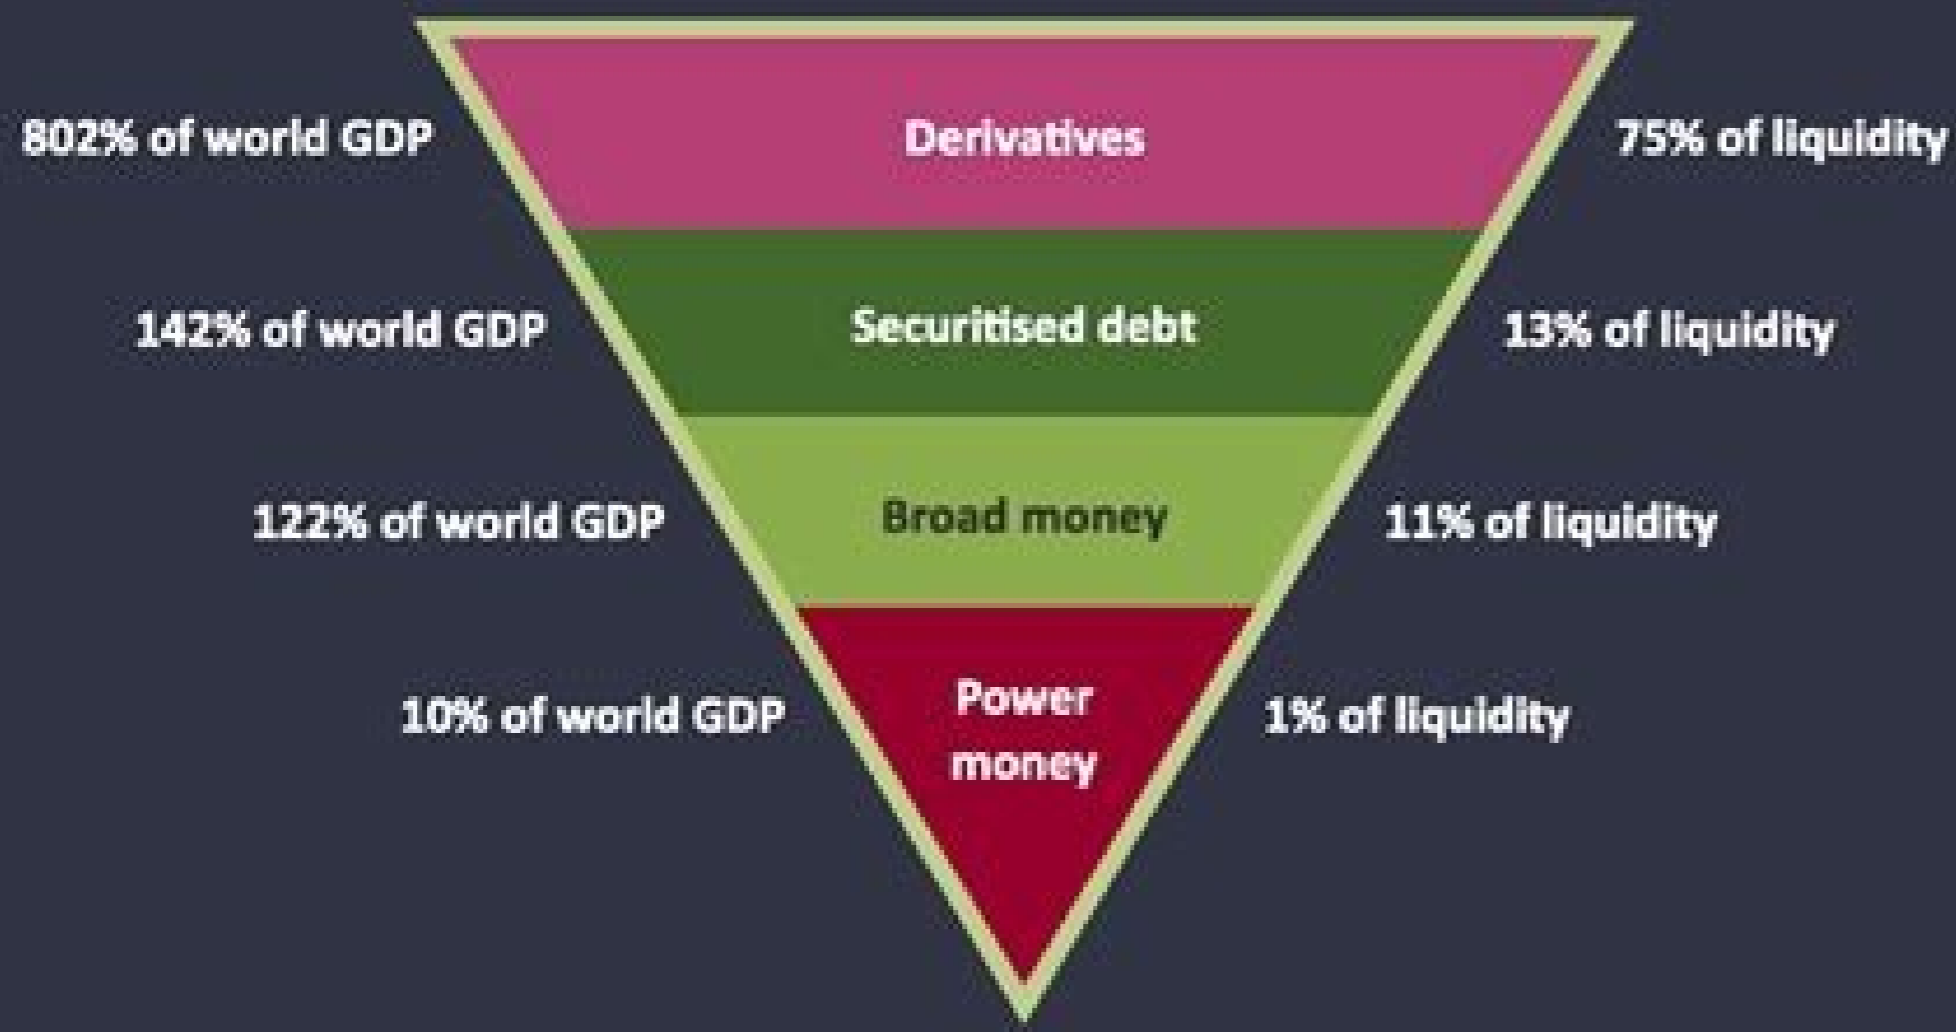 802% of world GDP
Derivatives
75% of liquidity
142% of world GDP
Securitised debt
13% of liquidity
122% of world GDP
Broad money
11% of liquidity
10% of world GDP
Power
money
1% of liquidity